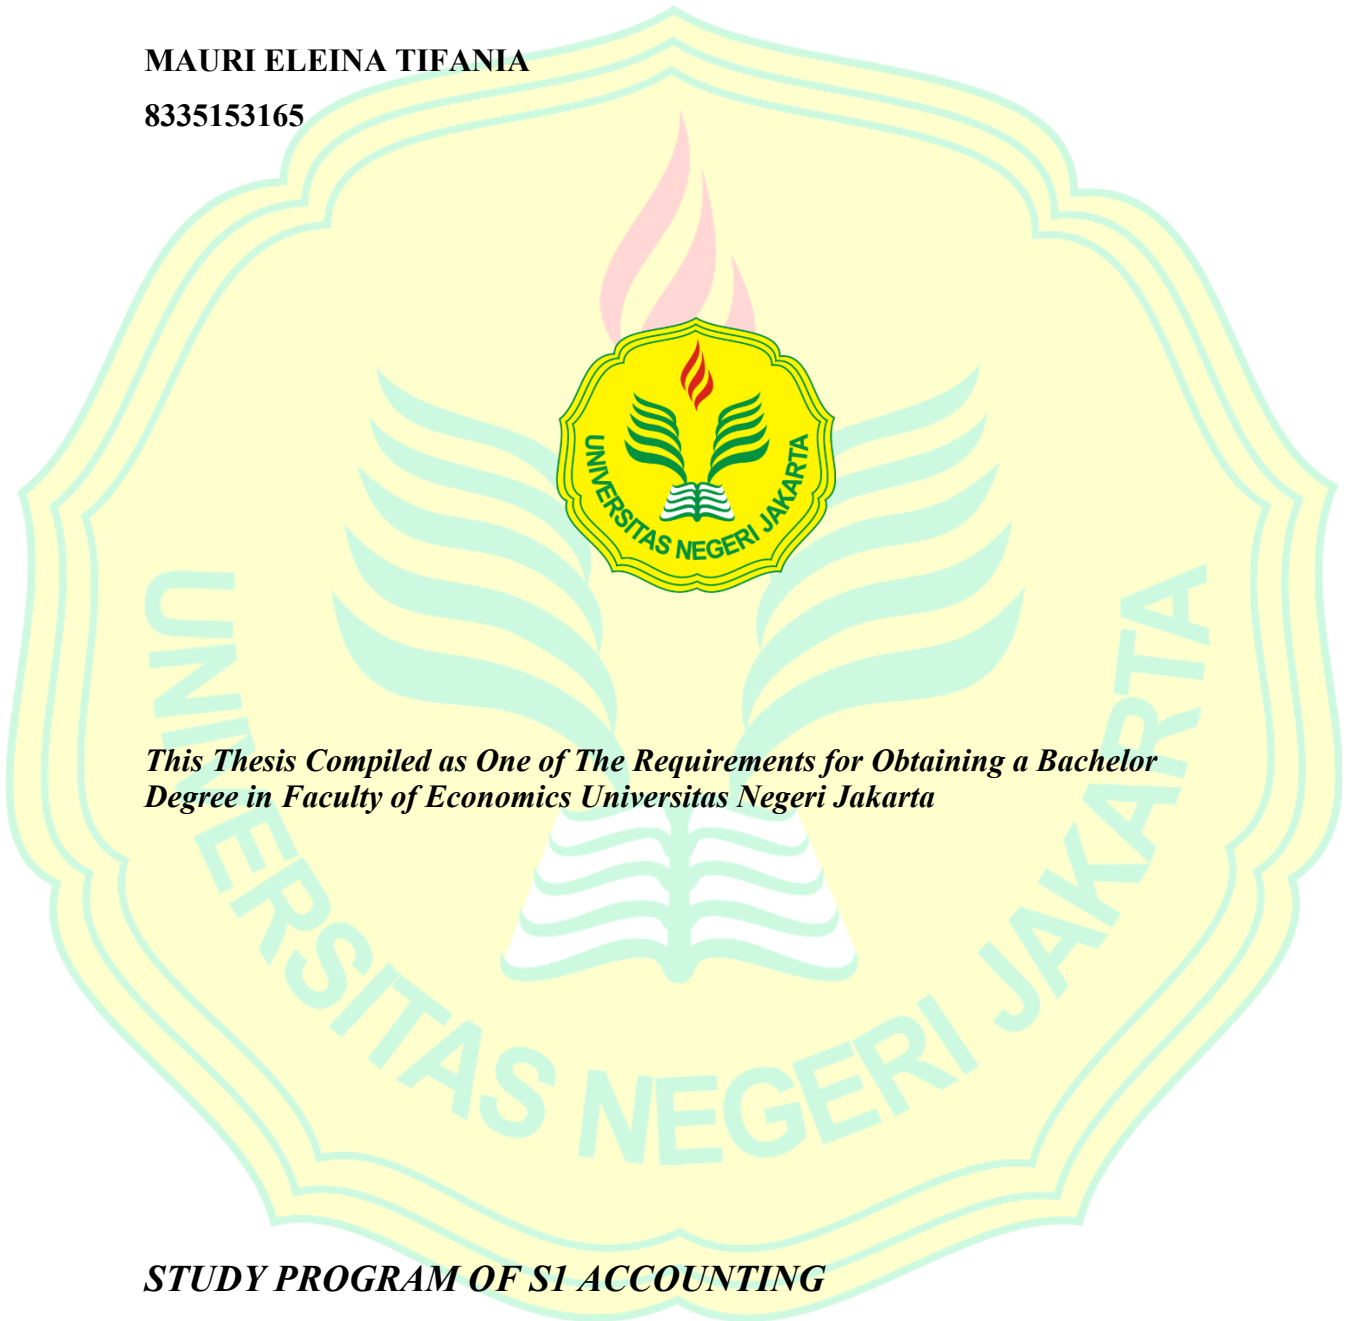 MAURI ELEINA TIFANIA
8335153165
UNIVERSITAS NEGERI JAKARTA
This Thesis Compiled as One of The Requirements for Obtaining a Bachelor
Degree in Faculty of Economics Universitas Negeri Jakarta
UNIVERSITAS NEGERI JAKARTA
STUDY PROGRAM OF S1 ACCOUNTING